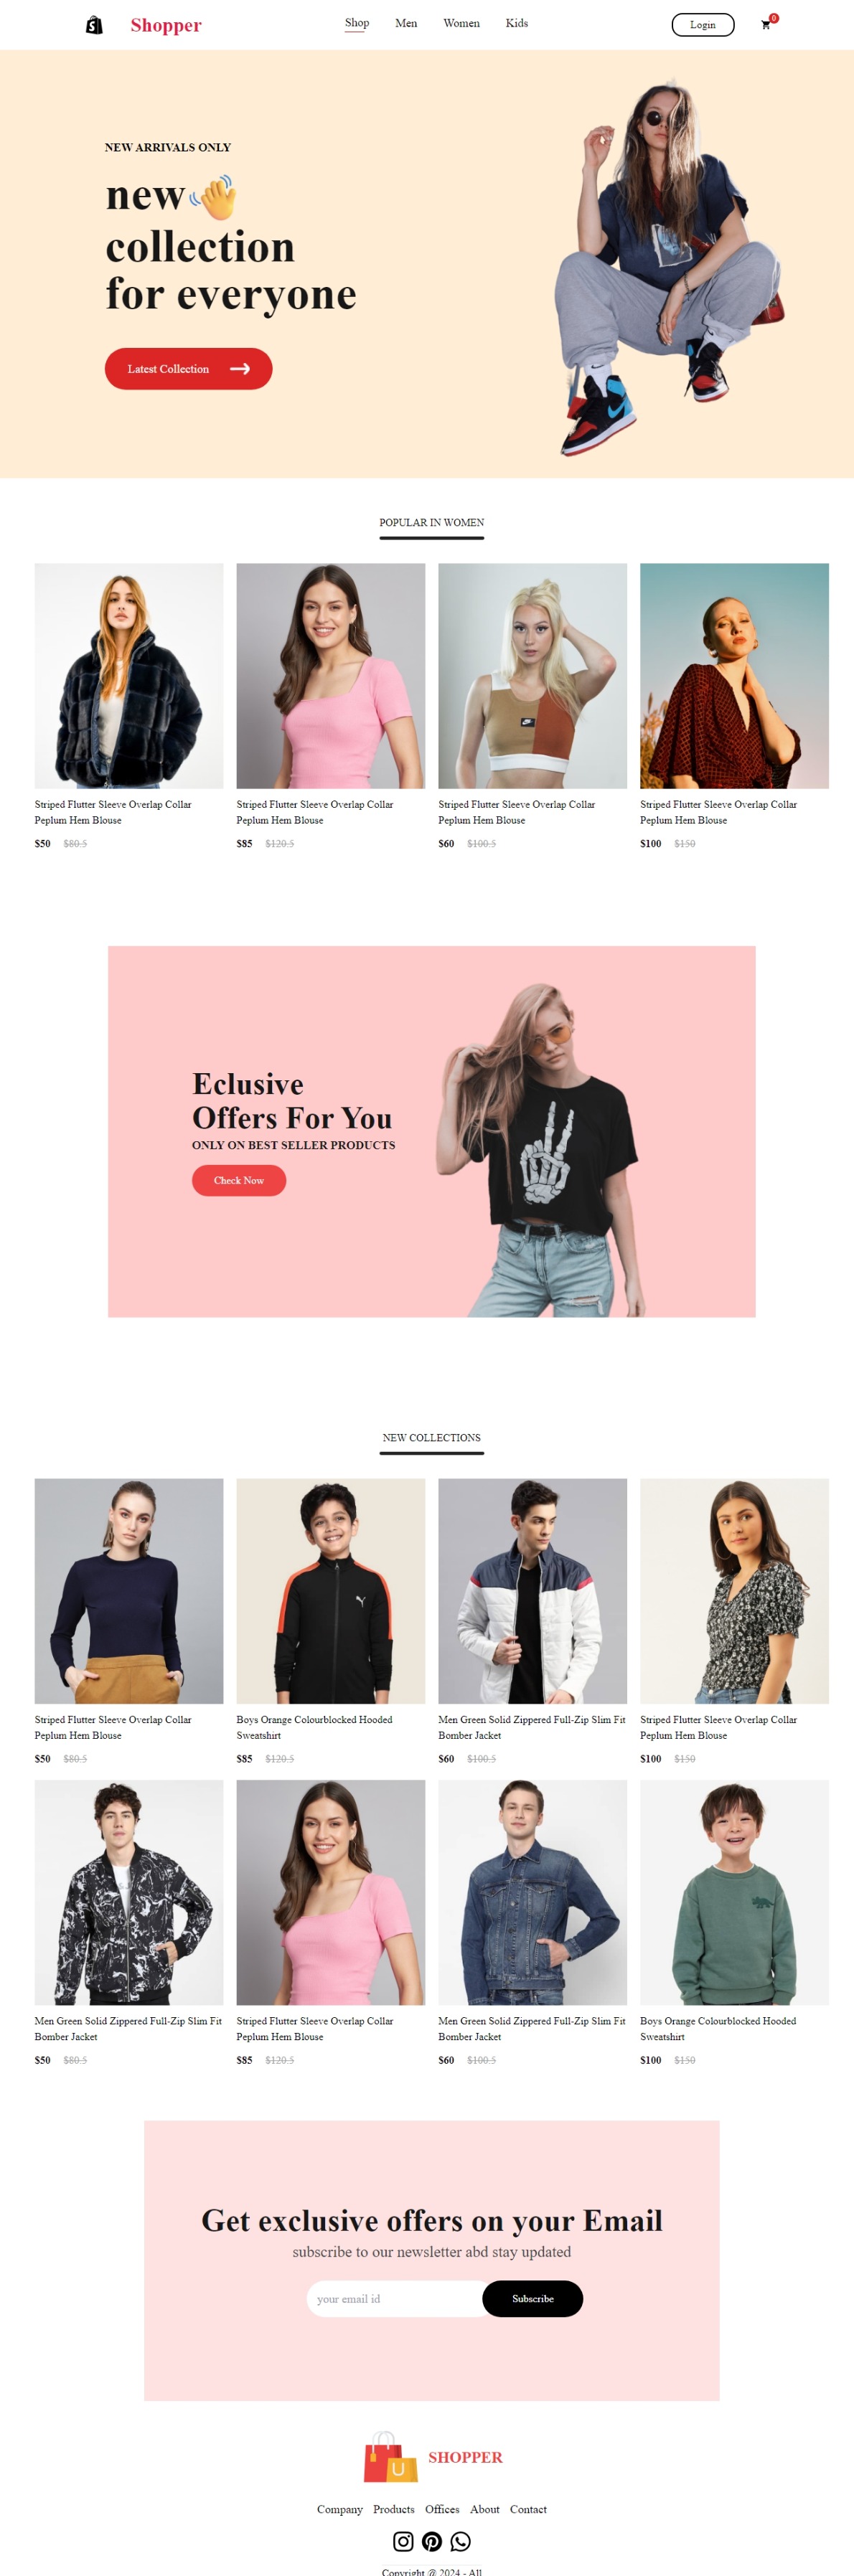 Shopper
Shop Men Women Kids
Login
0
NEW ARRIVALS ONLY
new
collection
for everyone
Latest Collection
POPULAR IN WOMEN
Striped Flutter Sleeve Overlap Collar
Peplum Hem Blouse
$50 $80.5
Striped Flutter Sleeve Overlap Collar
Peplum Hem Blouse
$85 $120.5
Striped Flutter Sleeve Overlap Collar
Peplum Hem Blouse
$60 $100.5
Striped Flutter Sleeve Overlap Collar
Peplum Hem Blouse
$100 $150
Eclusive
Offers For You
ONLY ON BEST SELLER PRODUCTS
Check Now
NEW COLLECTIONS
Striped Flutter Sleeve Overlap Collar
Peplum Hem Blouse
$50 $80.5
Boys Orange Colourblocked Hooded
Sweatshirt
$85 $120.5
Men Green Solid Zippered Full-Zip Slim Fit
Bomber Jacket
$60 $100.5
Striped Flutter Sleeve Overlap Collar
Peplum Hem Blouse
$100 $150
Men Green Solid Zippered Full-Zip Slim Fit
Bomber Jacket
$50 $80.5
Striped Flutter Sleeve Overlap Collar
Peplum Hem Blouse
$85 $120.5
Men Green Solid Zippered Full-Zip Slim Fit
Bomber Jacket
$60 $100.5
Boys Orange Colourblocked Hooded
Sweatshirt
$100 $150
Get exclusive offers on your Email
subscribe to our newsletter abd stay updated
your email id
Subscribe
SHOPPER
Company Products Offices About Contact
Copyright @ 2024 - All